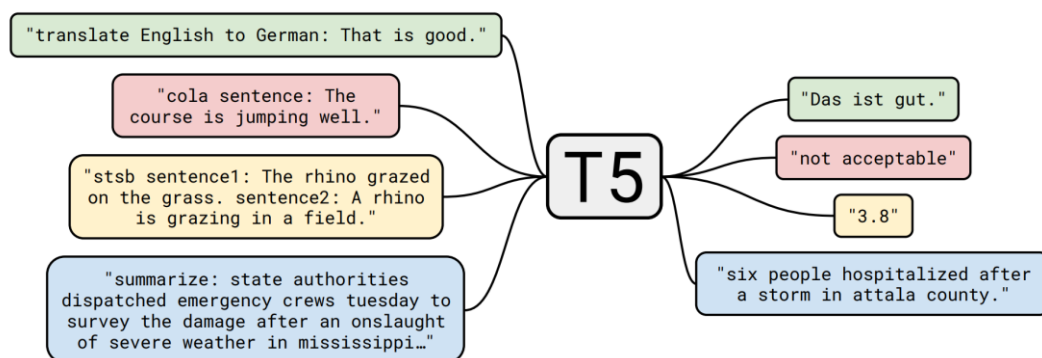 "translate English to German: That is good."
"cola sentence: The
course is jumping well."
"stsb sentence1: The rhino grazed
on the grass. sentence2: A rhino
is grazing in a field."
"summarize: state authorities
dispatched emergency crews tuesday to
survey the damage after an onslaught
of severe weather in mississippi…"
T5
"Das ist gut."
"not acceptable"
"3.8"
"six people hospitalized after
a storm in attala county."